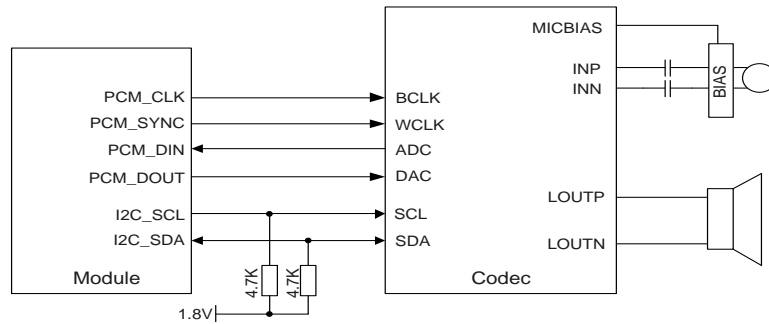 MICBIAS
INP
INN
BIAS
PCM_CLK
BCLK
PCM_SYNC
WCLK
PCM_DIN
ADC
PCM_DOUT
DAC
LOUTP
I2C_SCL
SCL
I2C_SDA
SDA
LOUTN
4.7K
4.7K
Module
Codec
1.8V